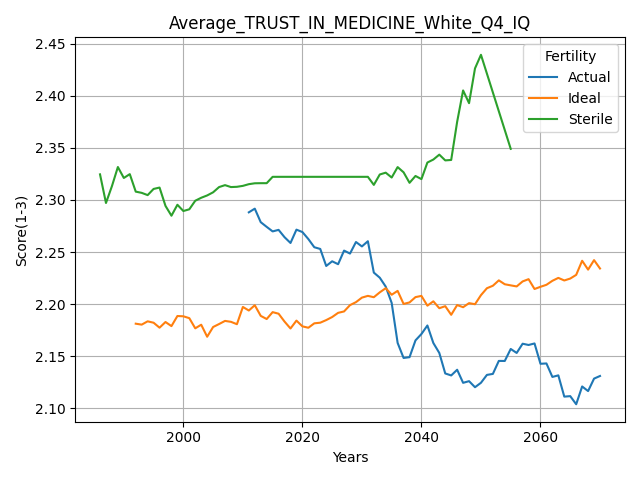 Average_TRUST_IN_MEDICINE_White_Q4_IQ
Score(1-3)
2.45
2.40
2.35
2.30
2.25
2.20
2.15
2.10
Fertility
Actual
Ideal
Sterile
2000
2020
2040
2060
Years